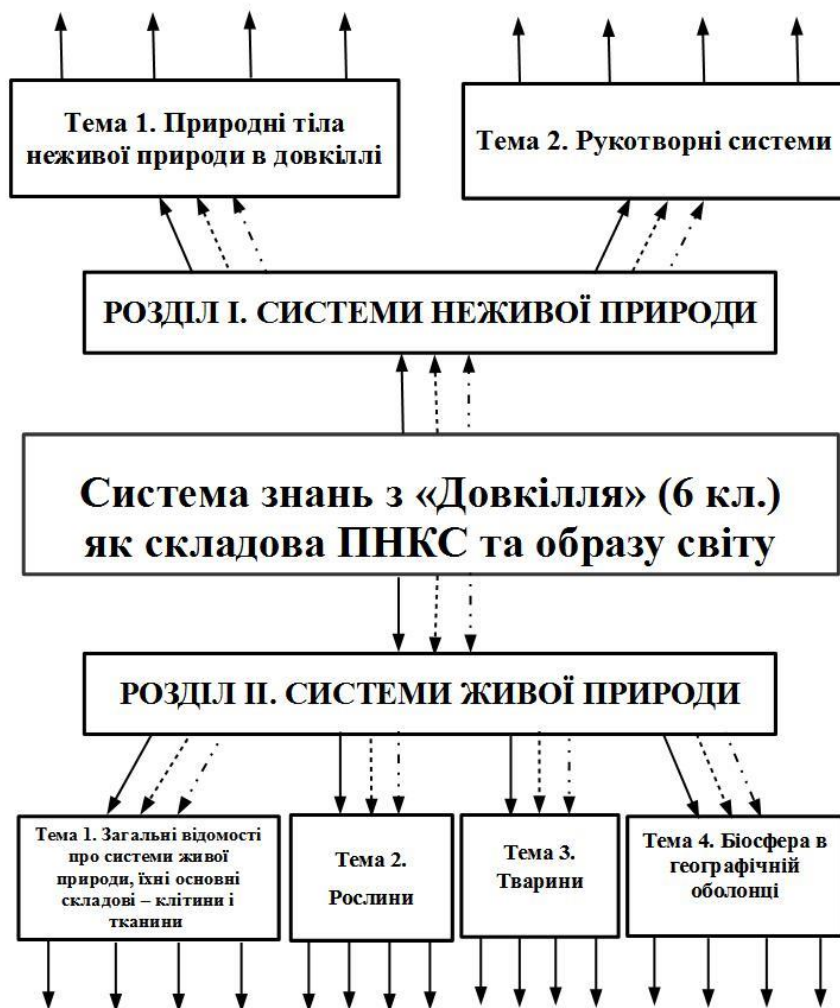 Тема 1. Природні тіла
неживої природи в довкіллі
Тема 2. Рукотворні системи
РОЗДІЛ І. СИСТЕМИ НЕЖИВОЇ ПРИРОДИ
Система знань з «Довкілля» (6 кл.)
як складова ПНКС та образу світу
РОЗДІЛ ІІ. СИСТЕМИ ЖИВОЇ ПРИРОДИ
Тема 1. Загальні відомості
про системи живої
природи, їхні основні
складові – клітини і
тканини
Тема 2.
Рослини
Тема 3.
Тварини
Тема 4. Біосфера в
географічній
оболонці